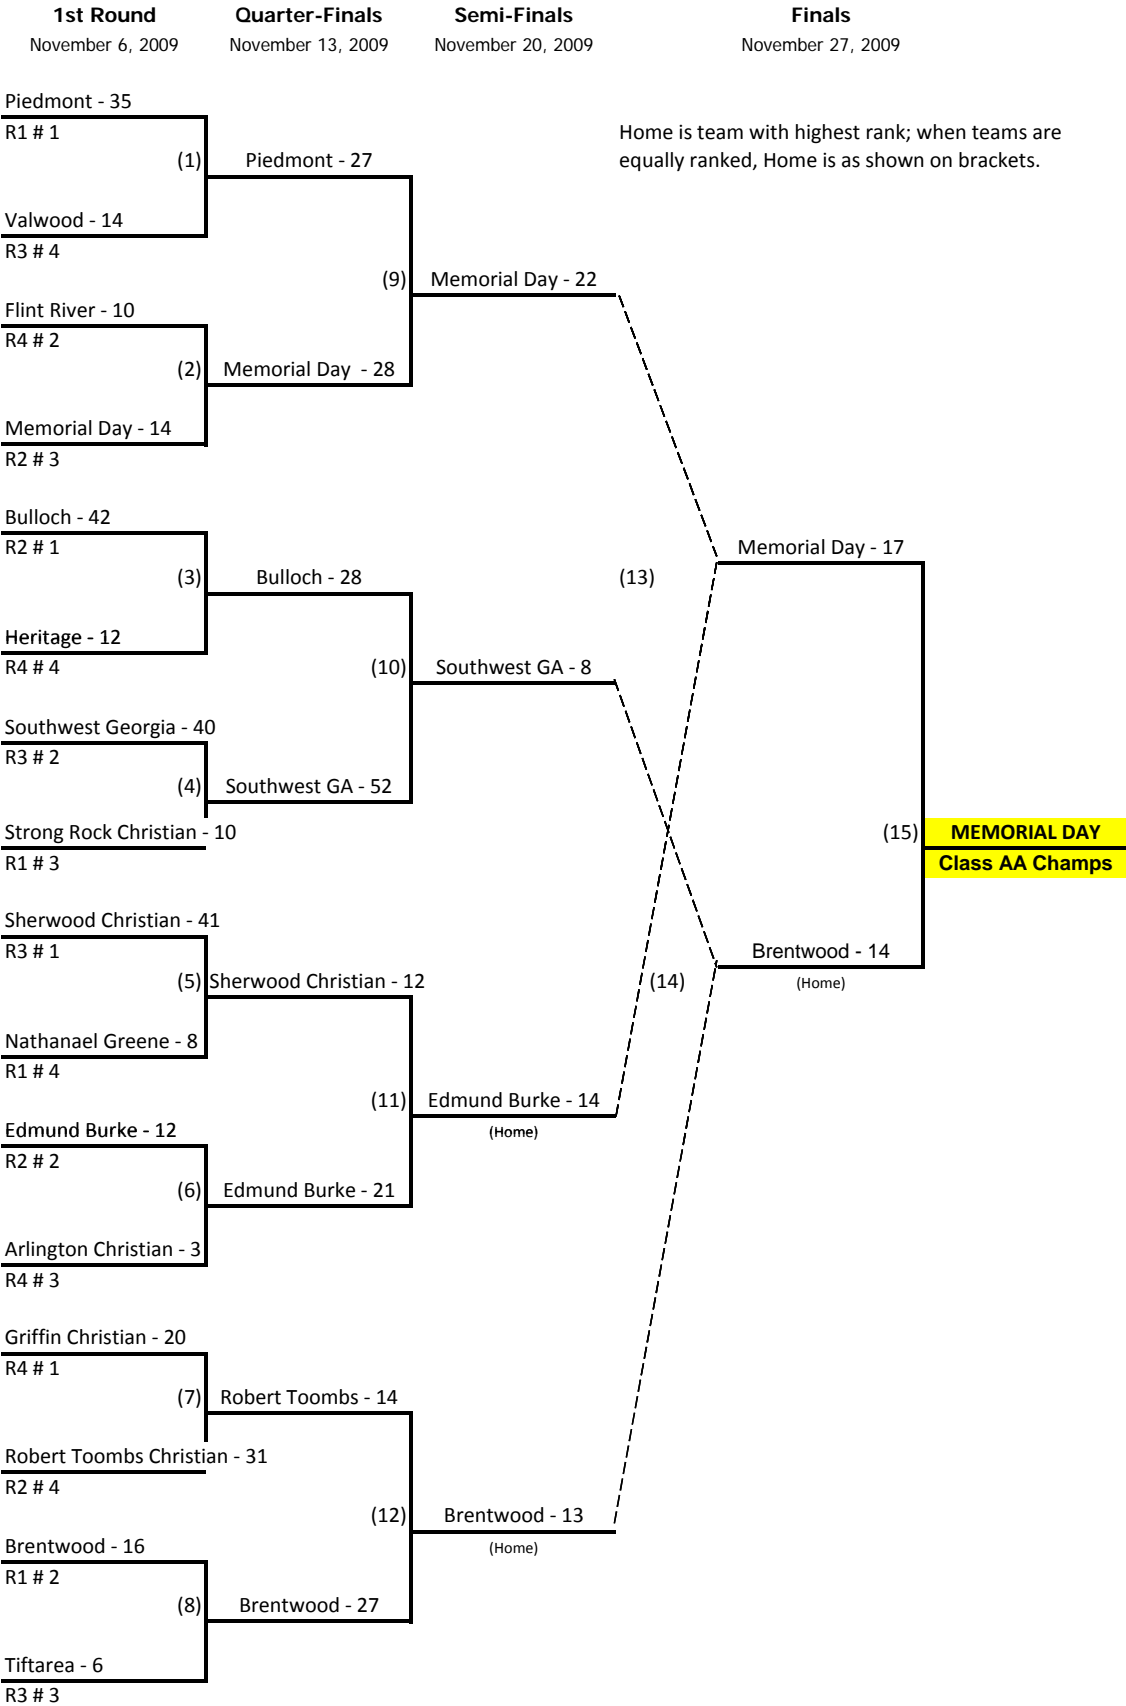 1st Round Quarter-Finals Semi-Finals Finals
November 6, 2009 November 13, 2009 November 20, 2009 November 27, 2009
Piedmont - 35
R1 # 1
Home is team with highest rank; when teams are
equally ranked, Home is as shown on brackets.
(1) Piedmont - 27
Valwood - 14
R3 # 4
(9) Memorial Day - 22
Flint River - 10
R4 # 2
(2) Memorial Day - 28
Memorial Day - 14
R2 # 3
Bulloch - 42
R2 # 1
Memorial Day - 17
(3) Bulloch - 28 (13)
Heritage - 12
R4 # 4
(10) Southwest GA - 8
Southwest Georgia - 40
R3 # 2
(4) Southwest GA - 52
Strong Rock Christian - 10
R1 # 3
(15) MEMORIAL DAY
Class AA Champs
Sherwood Christian - 41
R3 # 1
Brentwood - 14
(Home)
(5) Sherwood Christian - 12 (14)
Nathanael Greene - 8
R1 # 4
(11) Edmund Burke - 14
(Home)
Edmund Burke - 12
R2 # 2
(6) Edmund Burke - 21
Arlington Christian - 3
R4 # 3
Griffin Christian - 20
R4 # 1
(7) Robert Toombs - 14
Robert Toombs Christian - 31
R2 # 4
(12) Brentwood - 13
(Home)
Brentwood - 16
R1 # 2
(8) Brentwood - 27
Tiftarea - 6
R3 # 3